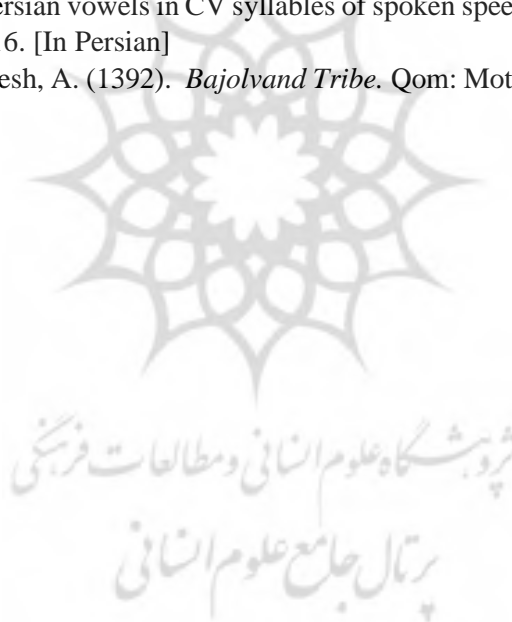 ersian vowels in CV syllables of spoken spee
16. [In Persian]
esh, A. (1392). Bajolvand Tribe. Qom: Mot
پژوهشگاه علوم انسانی و مطالعات فرهنگی
پرتال جامع علوم انسانی